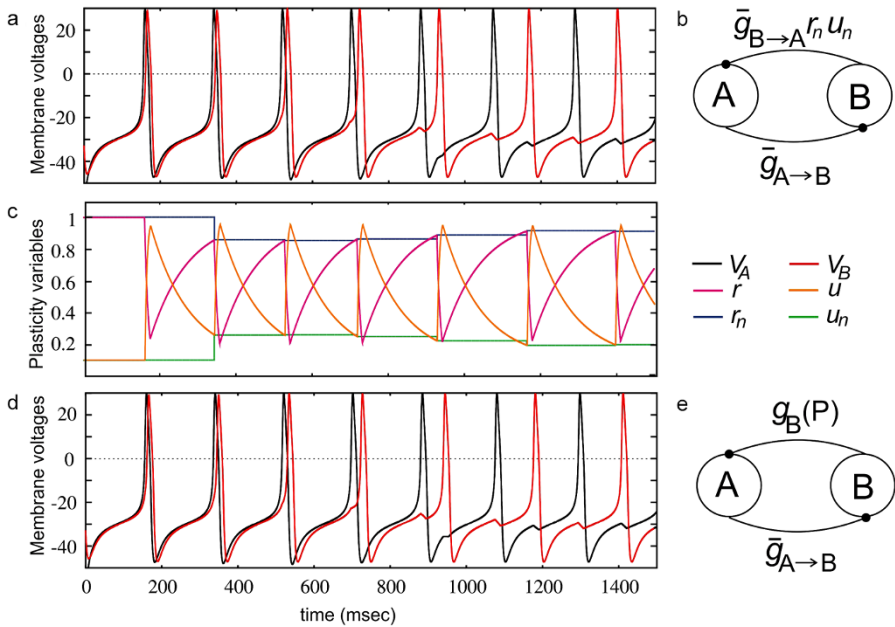 a
Membrane voltages
20
0
-20
-40
b
ḡB→A rn un
A
B
ḡA→B
c
Plasticity variables
1
0.8
0.6
0.4
0.2
VA
VB
r
u
rn
un
d
Membrane voltages
20
0
-20
-40
0
200
400
600
800
1000
1200
1400
time (msec)
e
gB(P)
A
B
ḡA→B